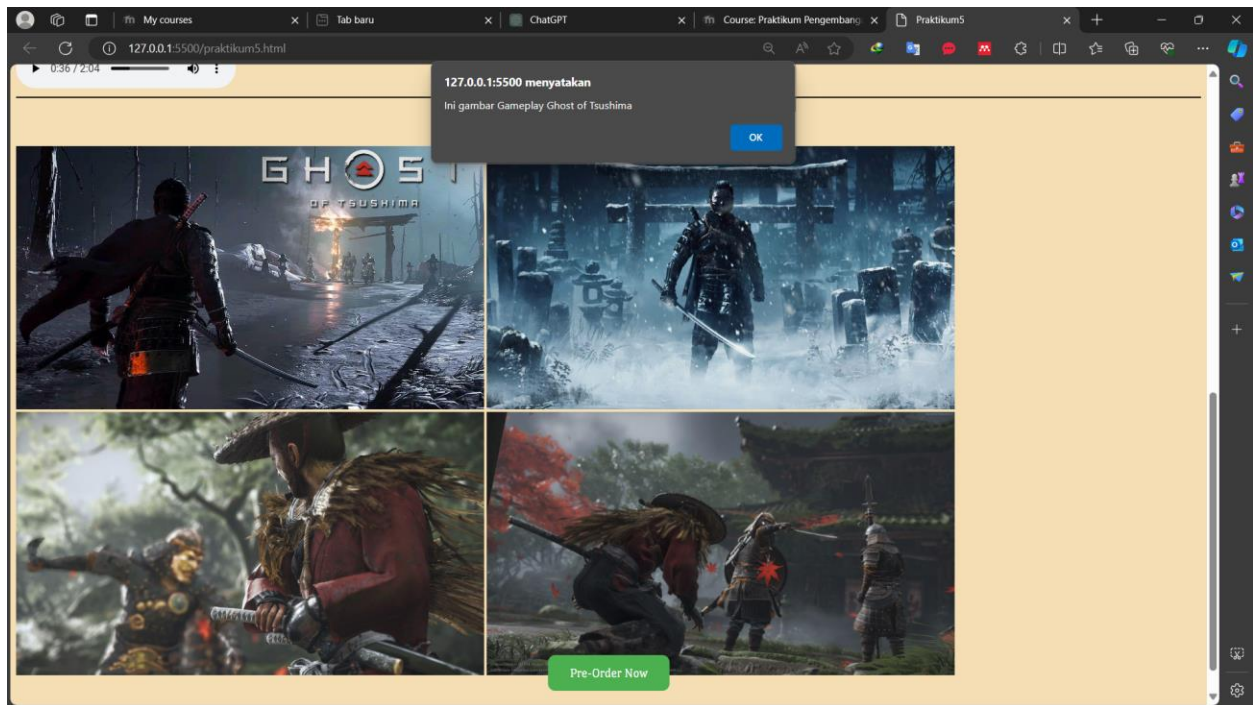 My courses
Tab baru
ChatGPT
Course: Praktikum Pengembang
Praktikum5
127.0.0.1:5500/praktikum5.html
0:36 / 2:04
127.0.0.1:5500 menyatakan
Ini gambar Gameplay Ghost of Tsushima
OK
GHOST
OF TSUSHIMA
Pre-Order Now